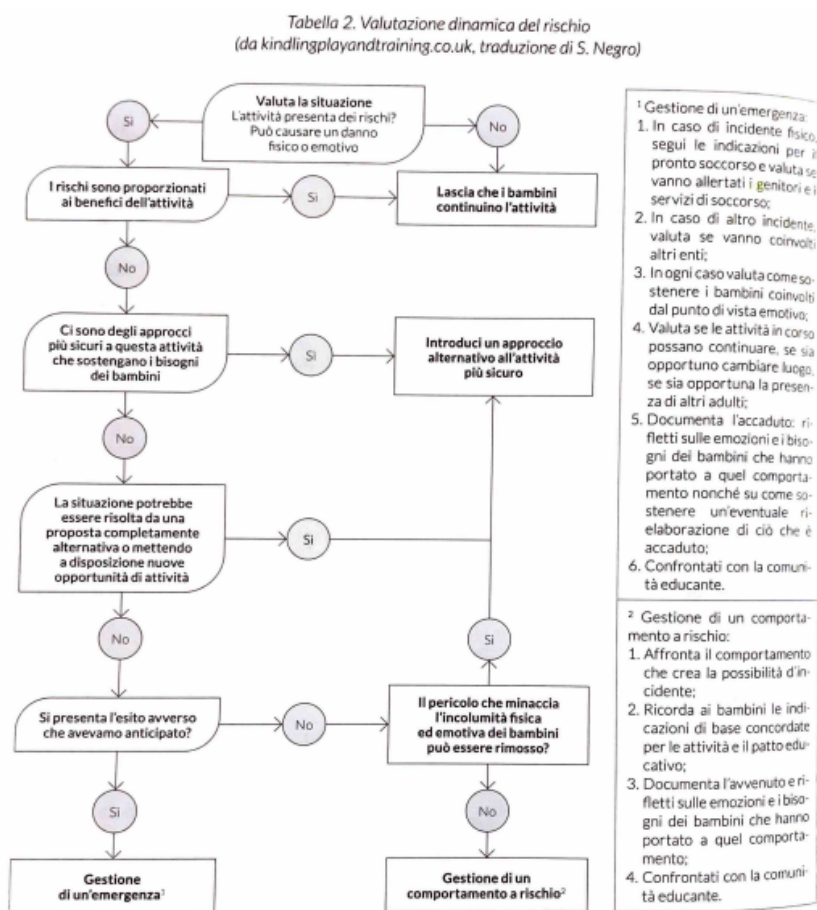 Tabella 2. Valutazione dinamica del rischio
(da kindlingplayandtraining.co.uk, traduzione di S. Negro)
Valuta la situazione
L'attività presenta dei rischi?
Può causare un danno
fisico o emotivo
Sì
No
I rischi sono proporzionati
ai benefici dell'attività
Sì
Lascia che i bambini
continuino l'attività
No
Ci sono degli approcci
più sicuri a questa attività
che sostengano i bisogni
dei bambini
Sì
Introduci un approccio
alternativo all'attività
più sicuro
No
La situazione potrebbe
essere risolta da una
proposta completamente
alternativa o mettendo
a disposizione nuove
opportunità di attività
Sì
No
Sì
Si presenta l'esito avverso
che avevamo anticipato?
No
Il pericolo che minaccia
l'incolumità fisica
ed emotiva dei bambini
può essere rimosso?
Sì
No
Gestione
di un'emergenza¹
Gestione di un
comportamento a rischio²
¹ Gestione di un'emergenza:
1. In caso di incidente fisico,
segui le indicazioni per il
pronto soccorso e valuta se
vanno allertati i genitori e i
servizi di soccorso;
2. In caso di altro incidente,
valuta se vanno coinvolti
altri enti;
3. In ogni caso valuta come so-
stenere i bambini coinvolti
dal punto di vista emotivo;
4. Valuta se le attività in corso
possano continuare, se sia
opportuno cambiare luogo,
se sia opportuna la presen-
za di altri adulti;
5. Documenta l'accaduto: ri-
fletti sulle emozioni e i biso-
gni dei bambini che hanno
portato a quel comporta-
mento nonché su come so-
stenere un'eventuale ri-
elaborazione di ciò che è
accaduto;
6. Confrontati con la comuni-
tà educante.
² Gestione di un comporta-
mento a rischio:
1. Affronta il comportamento
che crea la possibilità d'in-
cidente;
2. Ricorda ai bambini le indi-
cazioni di base concordate
per le attività e il patto edu-
cativo;
3. Documenta l'avvenuto e ri-
fletti sulle emozioni e i biso-
gni dei bambini che hanno
portato a quel comporta-
mento;
4. Confrontati con la comuni-
tà educante.